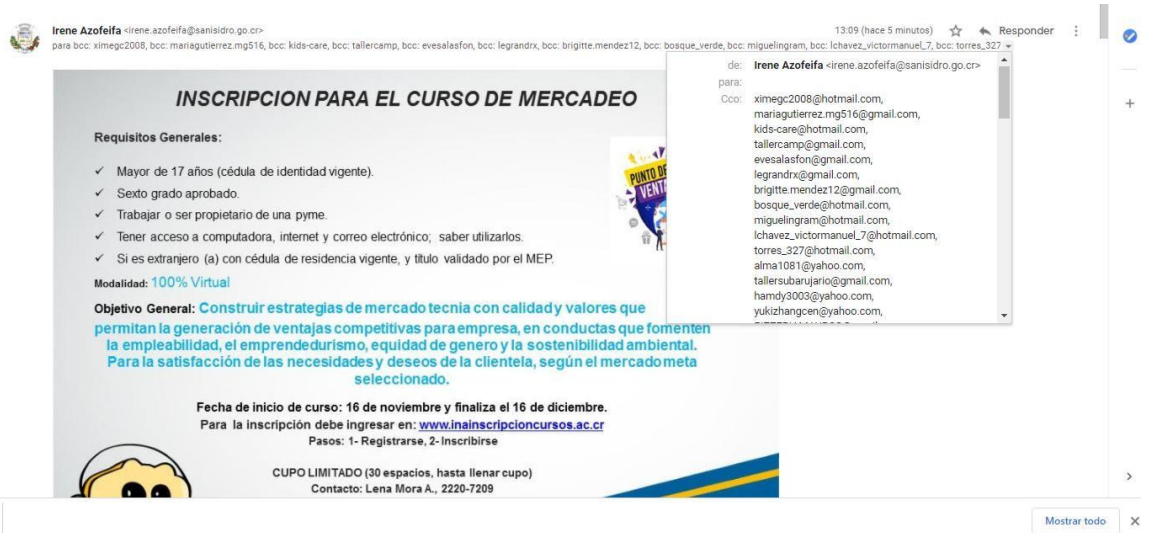 Irene Azofeifa <irene.azofeifa@sanisidro.go.cr>
13:09 (hace 5 minutos)
Responder
para bcc: ximegc2008, bcc: mariagutierrez.mg516, bcc: kids-care, bcc: tallercamp, bcc: evesalasfon, bcc: legrandrx, bcc: brigitte.mendez12, bcc: bosque_verde, bcc: miguelingram, bcc: lchavez_victormanuel_7, bcc: torres_327
de: Irene Azofeifa <irene.azofeifa@sanisidro.go.cr>
para:
Cco: ximegc2008@hotmail.com,
mariagutierrez.mg516@gmail.com,
kids-care@hotmail.com,
tallercamp@gmail.com,
evesalasfon@gmail.com,
legrandrx@gmail.com,
brigitte.mendez12@gmail.com,
bosque_verde@hotmail.com,
miguelingram@hotmail.com,
lchavez_victormanuel_7@hotmail.com,
torres_327@hotmail.com,
alma1081@yahoo.com,
tallersubarujario@gmail.com,
hamdy3003@yahoo.com,
yukizhangcen@yahoo.com,
INSCRIPCION PARA EL CURSO DE MERCADEO
Requisitos Generales:
✓ Mayor de 17 años (cédula de identidad vigente).
✓ Sexto grado aprobado.
✓ Trabajar o ser propietario de una pyme.
✓ Tener acceso a computadora, internet y correo electrónico; saber utilizarlos.
✓ Si es extranjero (a) con cédula de residencia vigente, y título validado por el MEP.
PUNTO DE
VENTA
Modalidad: 100% Virtual
Objetivo General: Construir estrategias de mercado tecnia con calidad y valores que
permitan la generación de ventajas competitivas para empresa, en conductas que fomenten
la empleabilidad, el emprendedurismo, equidad de genero y la sostenibilidad ambiental.
Para la satisfacción de las necesidades y deseos de la clientela, según el mercado meta
seleccionado.
Fecha de inicio de curso: 16 de noviembre y finaliza el 16 de diciembre.
Para la inscripción debe ingresar en: www.inainscripcioncursos.ac.cr
Pasos: 1- Registrarse, 2- Inscribirse
CUPO LIMITADO (30 espacios, hasta llenar cupo)
Contacto: Lena Mora A., 2220-7209
Mostrar todo